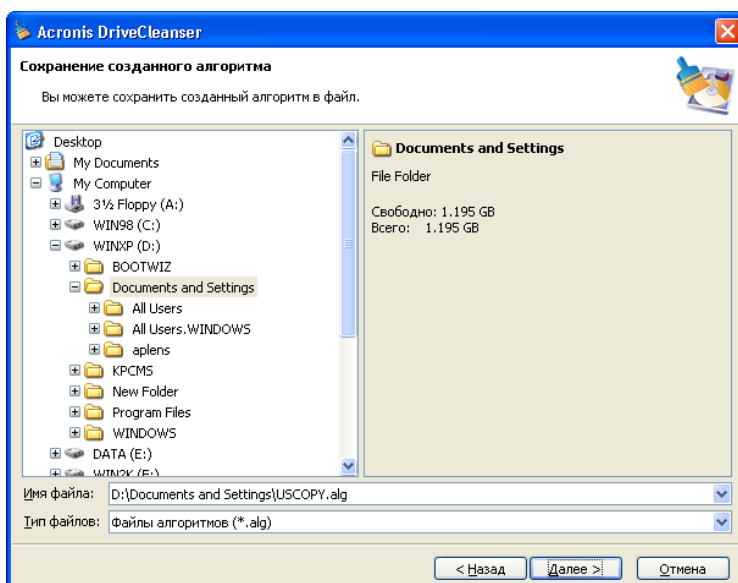 Acronis DriveCleanser
Сохранение созданного алгоритма
Вы можете сохранить созданный алгоритм в файл.
Desktop
My Documents
My Computer
3½ Floppy (A:)
WIN98 (C:)
WINXP (D:)
BOOTWIZ
Documents and Settings
All Users
All Users.WINDOWS
aplens
KPCMS
New Folder
Program Files
WINDOWS
DATA (E:)
WIN2K (F:)
Documents and Settings
File Folder
Свободно: 1.195 GB
Всего: 1.195 GB
Имя файла: D:\Documents and Settings\USCOPY.alg
Тип файлов: Файлы алгоритмов (*.alg)
< Назад Далее > Отмена